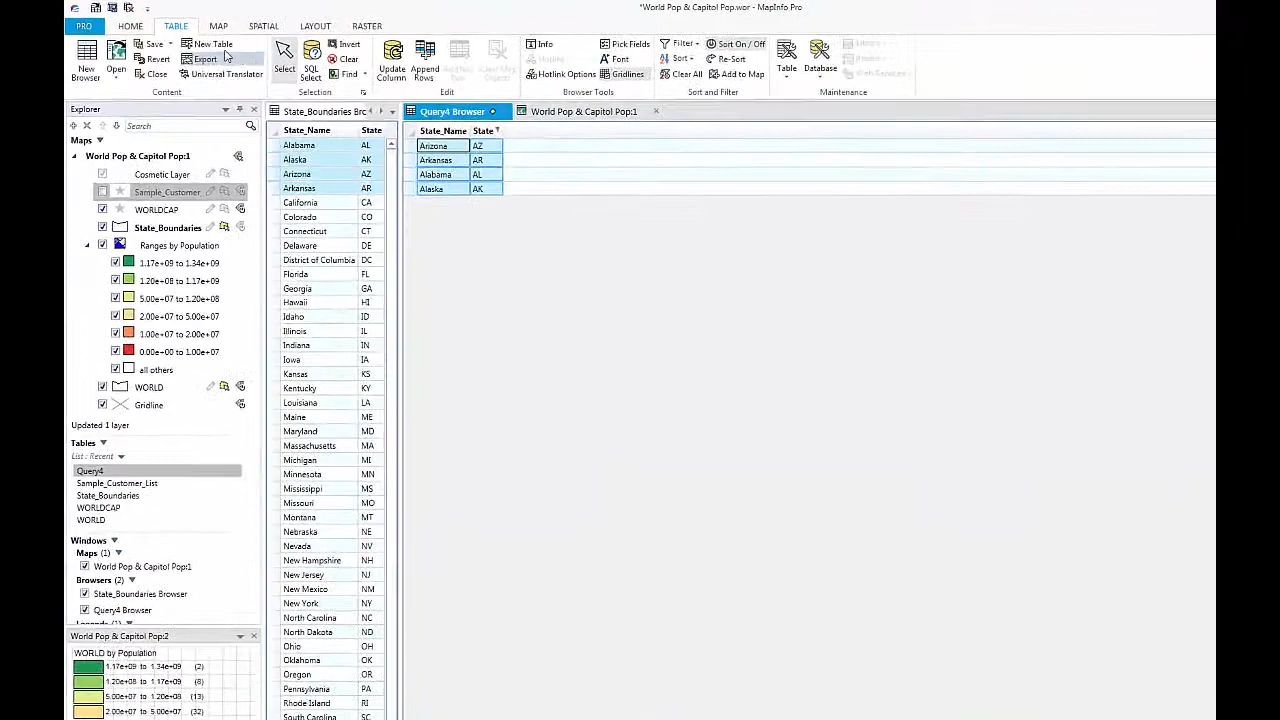 *World Pop & Capitol Pop.wor - MapInfo Pro
PRO HOME TABLE MAP SPATIAL LAYOUT RASTER
New Browser
Open
Save
Revert
Close
New Table
Export
Universal Translator
Content
Select
SQL Select
Invert
Clear
Find
Selection
Update Column
Append Rows
Edit
Info
Hotlink Options
Pick Fields
Font
Gridlines
Browser Tools
Filter
Sort
Clear All
Sort On / Off
Re-Sort
Add to Map
Sort and Filter
Table
Database
Maintenance
Explorer
Search
Maps
World Pop & Capitol Pop:1
Cosmetic Layer
Sample_Customer_
WORLDCAP
State_Boundaries
Ranges by Population
1.17e+09 to 1.34e+09
1.20e+08 to 1.17e+09
5.00e+07 to 1.20e+08
2.00e+07 to 5.00e+07
1.00e+07 to 2.00e+07
0.00e+00 to 1.00e+07
all others
WORLD
Gridline
Updated 1 layer
Tables
List : Recent
Query4
Sample_Customer_List
State_Boundaries
WORLDCAP
WORLD
Windows
Maps (1)
World Pop & Capitol Pop:1
Browsers (2)
State_Boundaries Browser
Query4 Browser
World Pop & Capitol Pop:2
WORLD by Population
1.17e+09 to 1.34e+09 (2)
1.20e+08 to 1.17e+09 (8)
5.00e+07 to 1.20e+08 (13)
2.00e+07 to 5.00e+07 (32)
State_Boundaries Brc
State_Name State
Alabama AL
Alaska AK
Arizona AZ
Arkansas AR
California CA
Colorado CO
Connecticut CT
Delaware DE
District of Columbia DC
Florida FL
Georgia GA
Hawaii HI
Idaho ID
Illinois IL
Indiana IN
Iowa IA
Kansas KS
Kentucky KY
Louisiana LA
Maine ME
Maryland MD
Massachusetts MA
Michigan MI
Minnesota MN
Mississippi MS
Missouri MO
Montana MT
Nebraska NE
Nevada NV
New Hampshire NH
New Jersey NJ
New Mexico NM
New York NY
North Carolina NC
North Dakota ND
Ohio OH
Oklahoma OK
Oregon OR
Pennsylvania PA
Rhode Island RI
South Carolina SC
Query4 Browser
World Pop & Capitol Pop:1
State_Name State
Arizona AZ
Arkansas AR
Alabama AL
Alaska AK